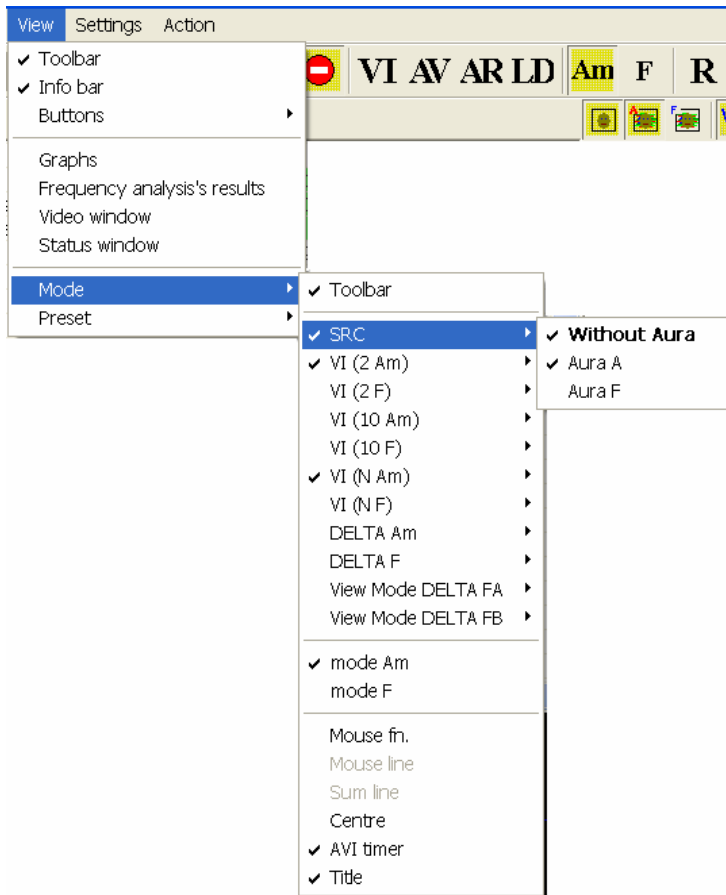 View Settings Action
Toolbar
Info bar
Buttons
VI AV AR LD Am F R
A F
Graphs
Frequency analysis's results
Video window
Status window
Mode
Preset
Toolbar
SRC
VI (2 Am)
VI (2 F)
VI (10 Am)
VI (10 F)
VI (N Am)
VI (N F)
DELTA Am
DELTA F
View Mode DELTA FA
View Mode DELTA FB
mode Am
mode F
Mouse fn.
Mouse line
Sum line
Centre
AVI timer
Title
Without Aura
Aura A
Aura F